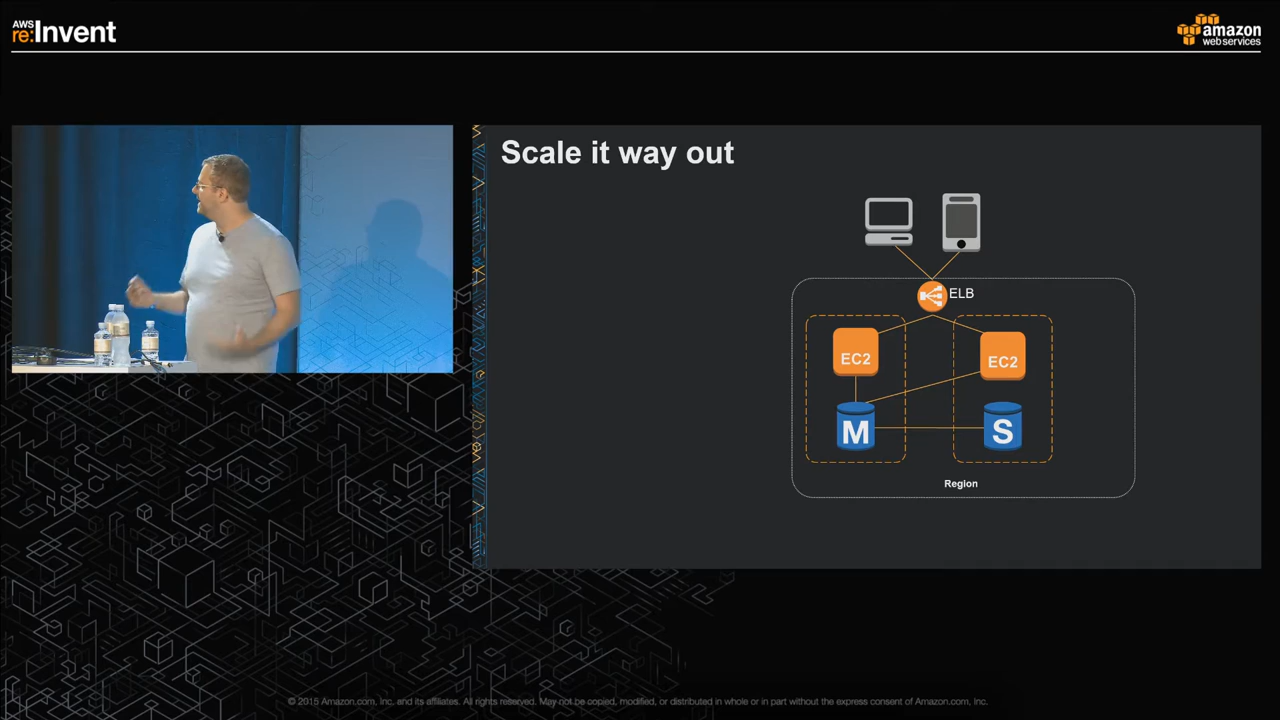 AWS
re:Invent
amazon
web services
Scale it way out
ELB
EC2
EC2
M
S
Region
© 2015 Amazon.com, Inc. and its affiliates. All rights reserved. May not be copied, modified, or distributed in whole or in part without the express consent of Amazon.com, Inc.